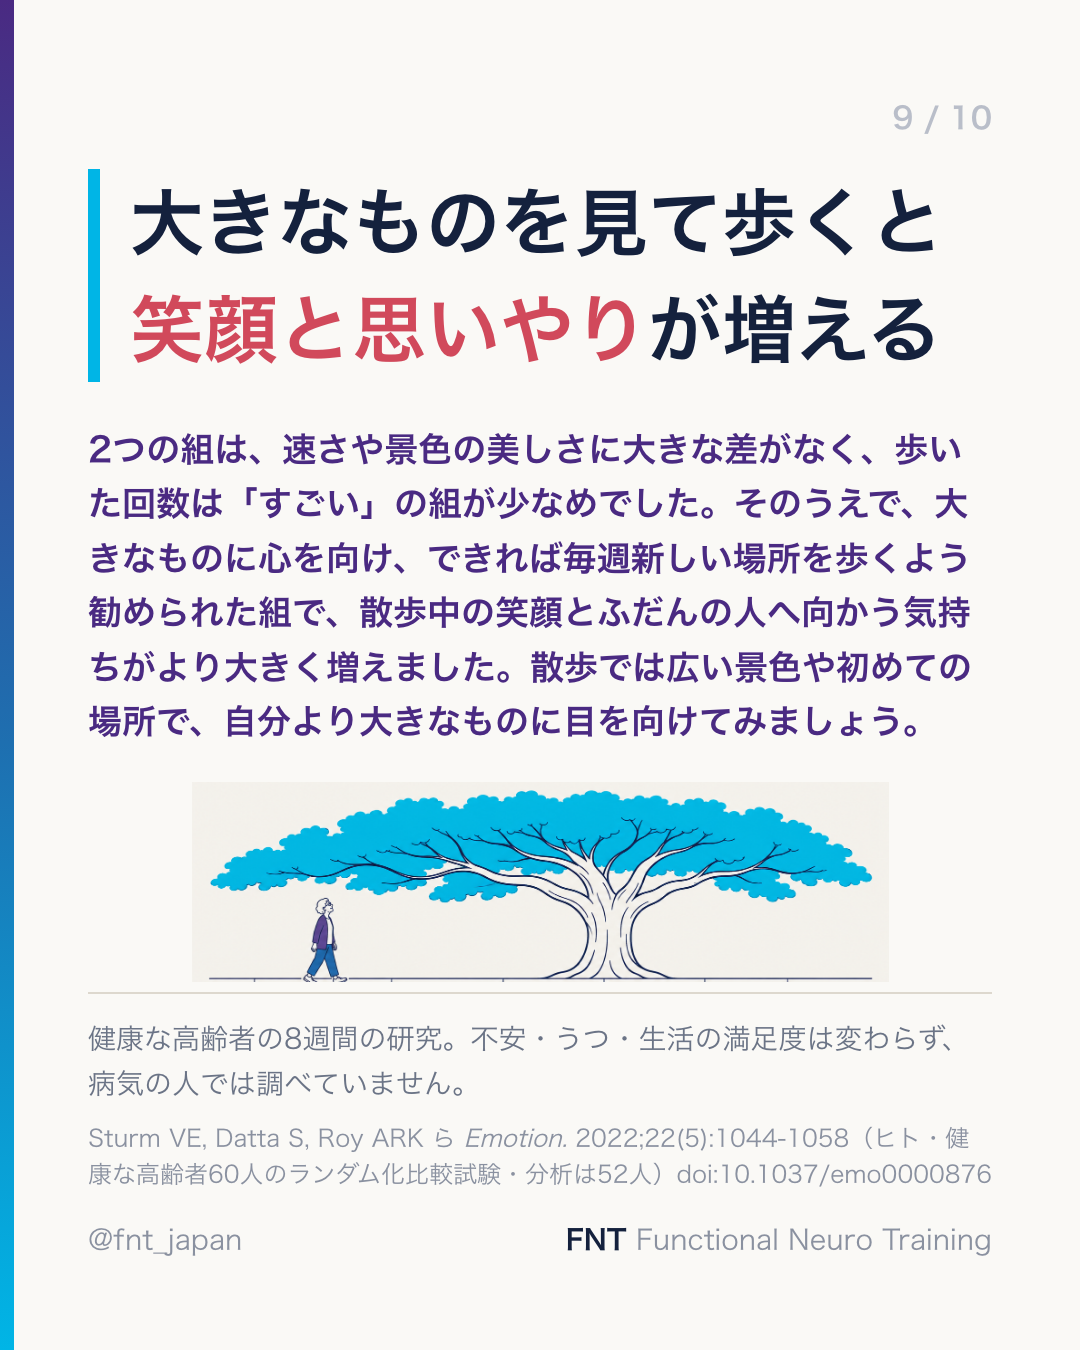 9 / 10
大きなものを見て歩くと
笑顔と思いやりが増える
2つの組は、速さや景色の美しさに大きな差がなく、歩い
た回数は「すごい」の組が少なめでした。そのうえで、大
きなものに心を向け、できれば毎週新しい場所を歩くよう
勧められた組で、散歩中の笑顔とふだんの人へ向かう気持
ちがより大きく増えました。散歩では広い景色や初めての
場所で、自分より大きなものに目を向けてみましょう。
健康な高齢者の8週間の研究。不安・うつ・生活の満足度は変わらず、
病気の人では調べていません。
Sturm VE, Datta S, Roy ARK ら Emotion. 2022;22(5):1044-1058（ヒト・健
康な高齢者60人のランダム化比較試験・分析は52人）doi:10.1037/emo0000876
@fnt_japan
FNT Functional Neuro Training